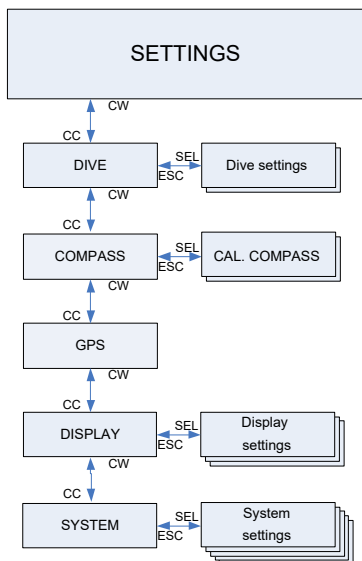 SETTINGS
CW
CC
DIVE
SEL
ESC
Dive settings
CW
CC
COMPASS
SEL
ESC
CAL. COMPASS
CW
CC
GPS
CW
CC
DISPLAY
SEL
ESC
Display
settings
CW
CC
SYSTEM
SEL
ESC
System
settings